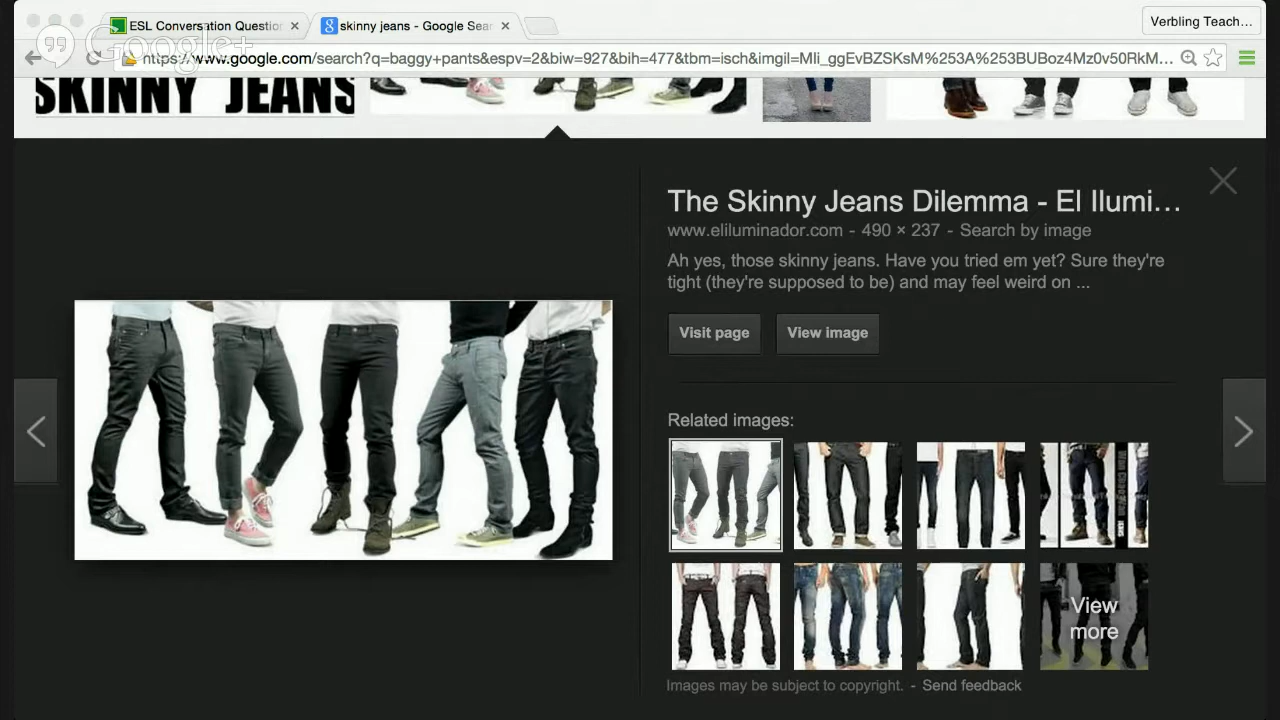 ESL Conversation Question
skinny jeans - Google Sear
Verbling Teach...
Google+
https://www.google.com/search?q=baggy+pants&espv=2&biw=927&bih=477&tbm=isch&imgil=MIi_ggEvBZSKsM%253A%253BUBoz4Mz0v50RkM...
SKINNY JEANS
The Skinny Jeans Dilemma - El Ilumi...
www.eliluminador.com - 490 × 237 - Search by image
Ah yes, those skinny jeans. Have you tried em yet? Sure they're
tight (they're supposed to be) and may feel weird on ...
Visit page
View image
Related images:
View
more
Images may be subject to copyright. - Send feedback